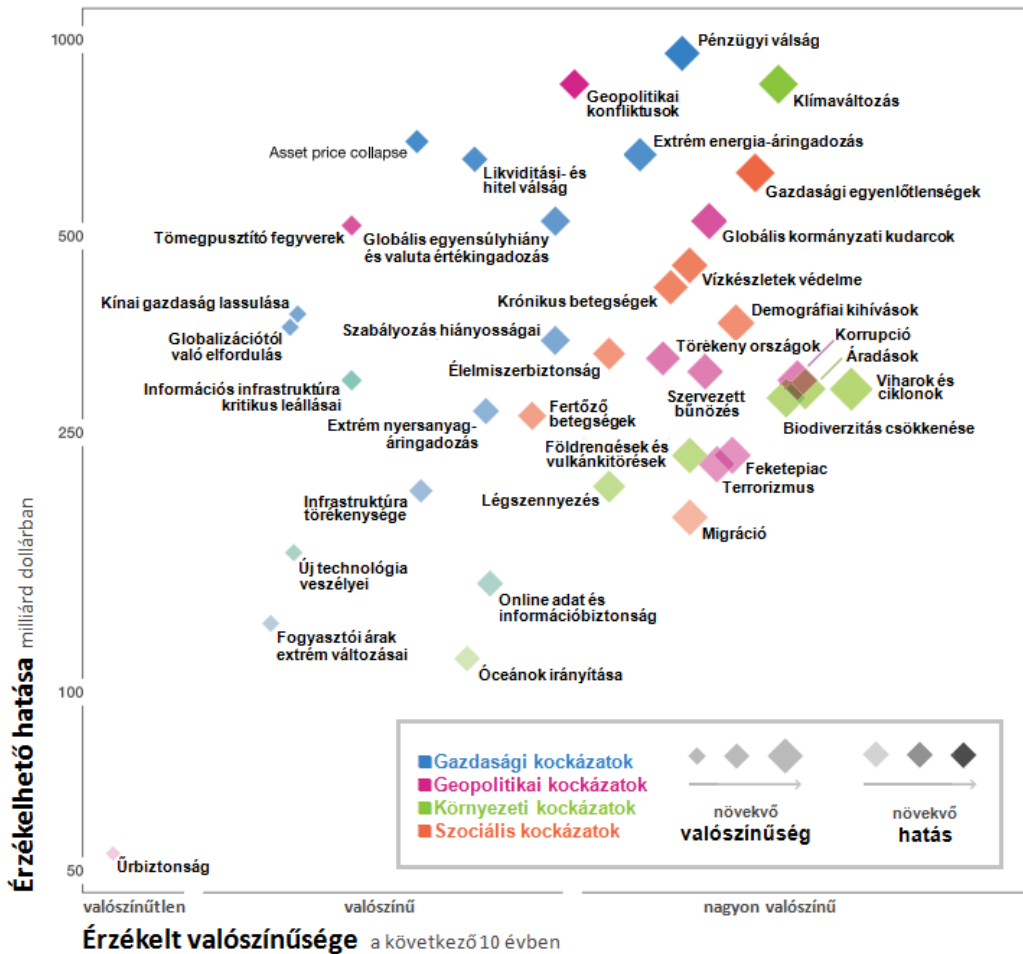 1000
Pénzügyi válság
Geopolitikai
konfliktusok
Klímaváltozás
Asset price collapse
Extrém energia-áringadozás
Likviditási- és
hitel válság
Gazdasági egyenlőtlenségek
500
Tömegpusztító fegyverek
Globális egyensúlyhiány
és valuta értékingadozás
Globális kormányzati kudarcok
Vízkészletek védelme
Krónikus betegségek
Kínai gazdaság lassulása
Demográfiai kihívások
Globalizációtól
való elfordulás
Szabályozás hiányosságai
Törékeny országok
Korrupció
Áradások
Élelmiszerbiztonság
Információs infrastruktúra
kritikus leállásai
Szervezett
bűnözés
Viharok és
ciklonok
Extrém nyersanyag-
áringadozás
Fertőző
betegségek
Biodiverzitás csökkenése
250
Földrengések és
vulkánkitörések
Feketepiac
Terrorizmus
Légszennyezés
Infrastruktúra
törékenysége
Migráció
Új technológia
veszélyei
Online adat és
információbiztonság
Fogyasztói árak
extrém változásai
Óceánok irányítása
100
Gazdasági kockázatok
Geopolitikai kockázatok
Környezeti kockázatok
Szociális kockázatok
növekvő
valószínűség
növekvő
hatás
50
Űrbiztonság
Érzékelhető hatása milliárd dollárban
valószínűtlen
valószínű
nagyon valószínű
Érzékelt valószínűsége a következő 10 évben